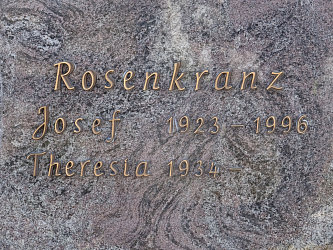 Rosenkranz
Josef 1923 – 1996
Theresia 1934 –